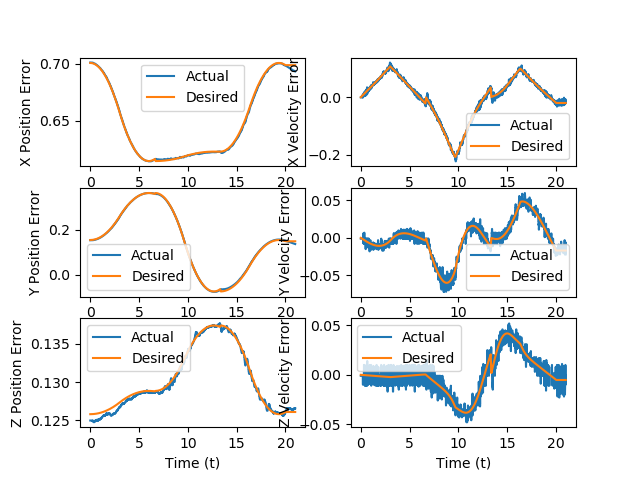 X Position Error
0.70
0.65
Actual
Desired
0 5 10 15 20
X Velocity Error
0.0
−0.2
Actual
Desired
0 5 10 15 20
Y Position Error
0.2
0.0
Actual
Desired
0 5 10 15 20
Y Velocity Error
0.05
0.00
−0.05
Actual
Desired
0 5 10 15 20
Z Position Error
0.135
0.130
0.125
Actual
Desired
0 5 10 15 20
Time (t)
Z Velocity Error
0.05
0.00
−0.05
Actual
Desired
0 5 10 15 20
Time (t)